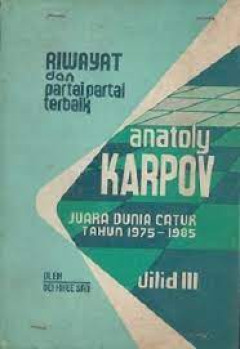 RIWAYAT
dan
partai partai
terbaik
anatoly
KARPOV
JUARA DUNIA CATUR
TAHUN 1975 - 1985
OLEH
Jilid III